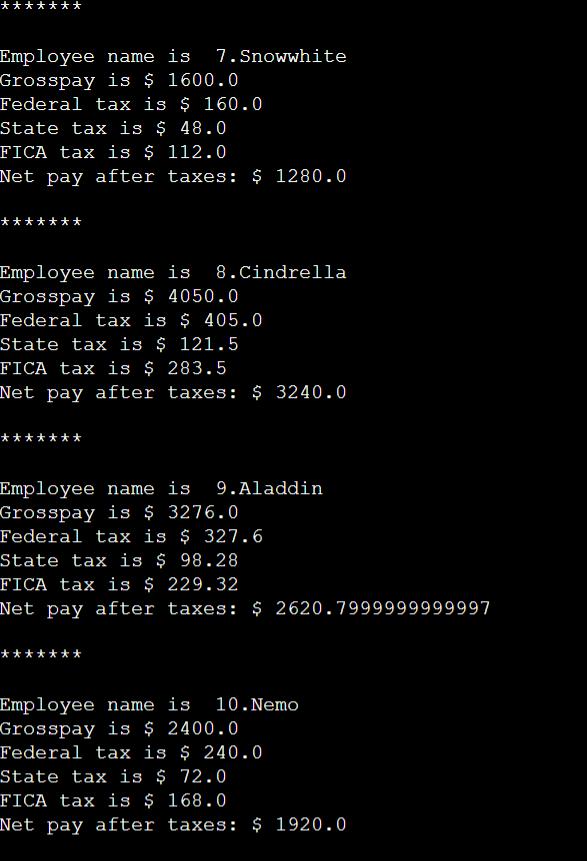 *******
Employee name is  7.Snowwhite
Grosspay is $ 1600.0
Federal tax is $ 160.0
State tax is $ 48.0
FICA tax is $ 112.0
Net pay after taxes: $ 1280.0
*******
Employee name is  8.Cindrella
Grosspay is $ 4050.0
Federal tax is $ 405.0
State tax is $ 121.5
FICA tax is $ 283.5
Net pay after taxes: $ 3240.0
*******
Employee name is  9.Aladdin
Grosspay is $ 3276.0
Federal tax is $ 327.6
State tax is $ 98.28
FICA tax is $ 229.32
Net pay after taxes: $ 2620.7999999999997
*******
Employee name is  10.Nemo
Grosspay is $ 2400.0
Federal tax is $ 240.0
State tax is $ 72.0
FICA tax is $ 168.0
Net pay after taxes: $ 1920.0